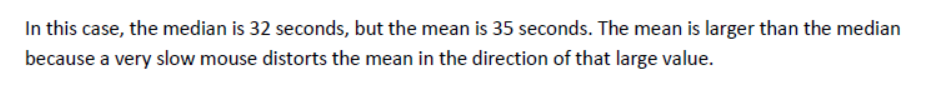 In this case, the median is 32 seconds, but the mean is 35 seconds. The mean is larger than the median
because a very slow mouse distorts the mean in the direction of that large value.